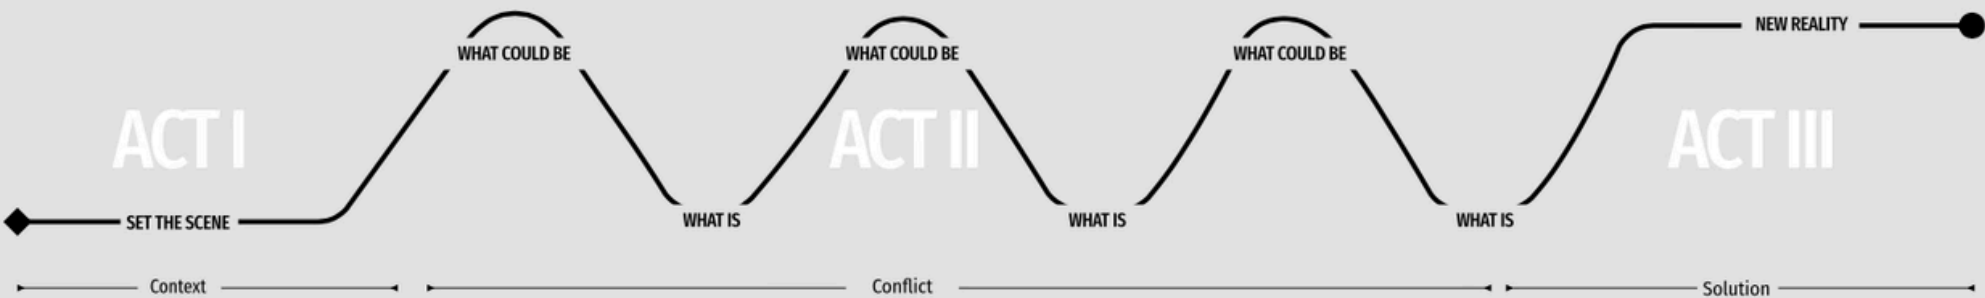 WHAT COULD BE
WHAT COULD BE
WHAT COULD BE
NEW REALITY
ACT I
ACT II
ACT III
SET THE SCENE
WHAT IS
WHAT IS
WHAT IS
Context
Conflict
Solution